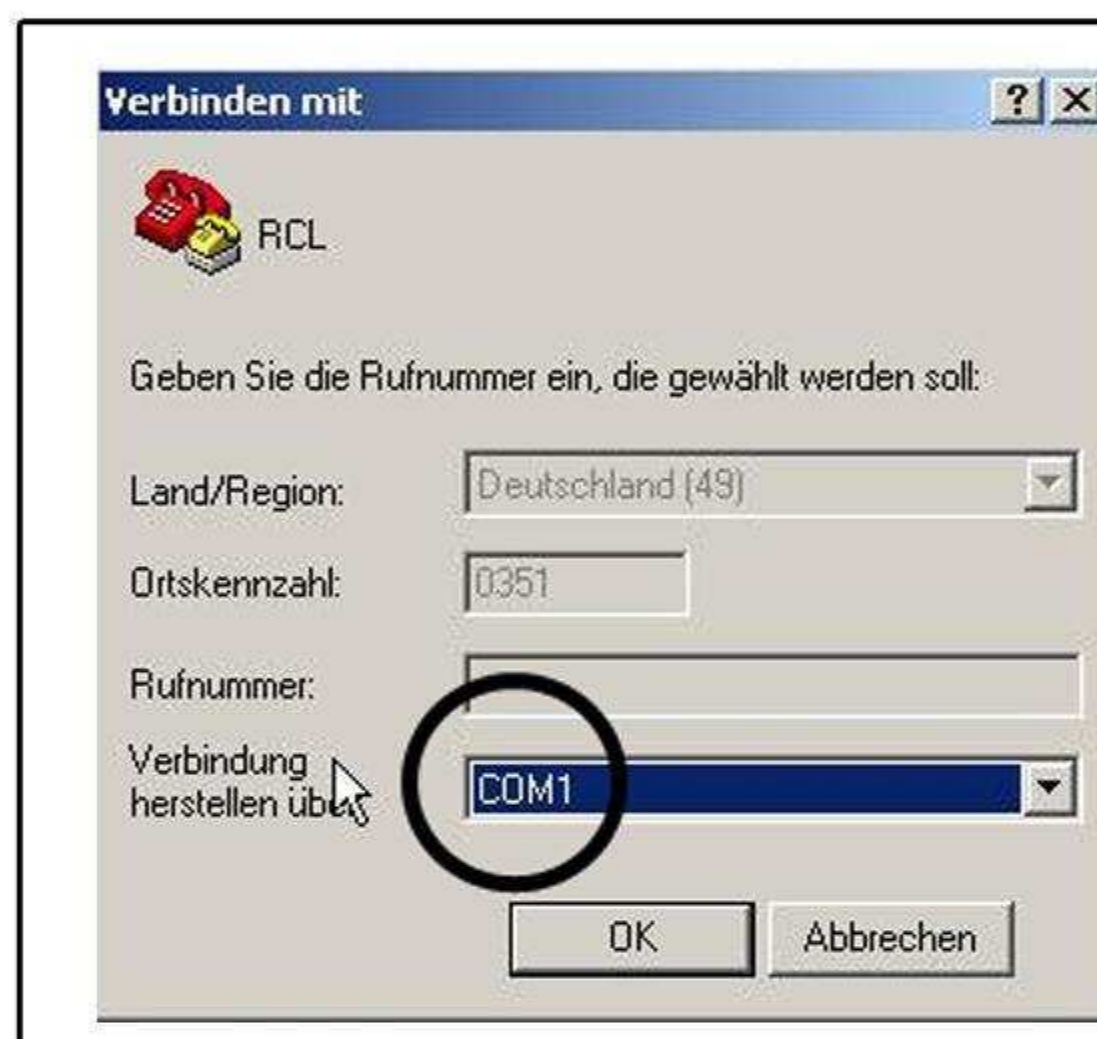 Verbinden mit
RCL
Geben Sie die Rufnummer ein, die gewählt werden soll:
Land/Region: Deutschland (49)
Ortskennzahl: 0351
Rufnummer:
Verbindung
herstellen über COM1
OK Abbrechen